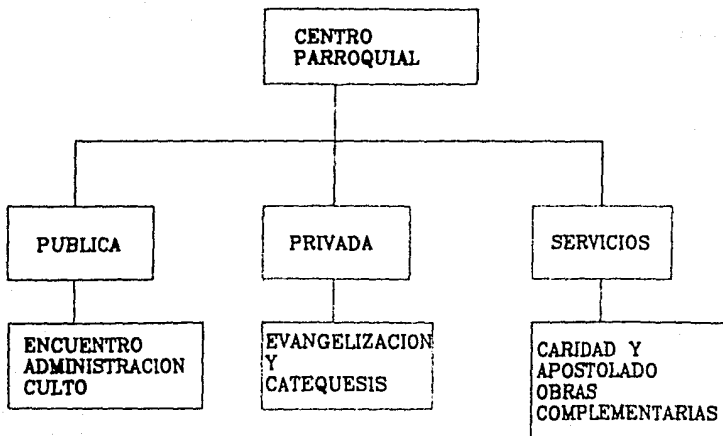 CENTRO
PARROQUIAL
PUBLICA
PRIVADA
SERVICIOS
ENCUENTRO
ADMINISTRACION
CULTO
EVANGELIZACION
Y
CATEQUESIS
CARIDAD Y
APOSTOLADO
OBRAS
COMPLEMENTARIAS